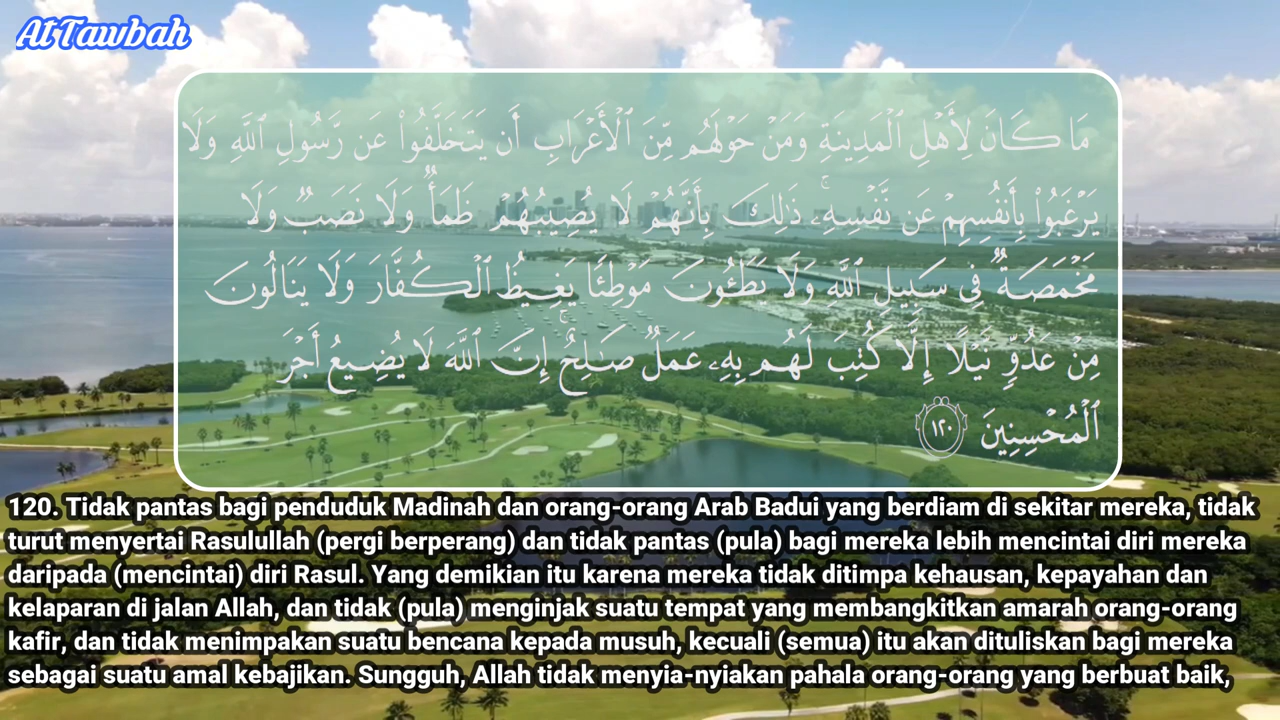 At Tawbah
مَا كَانَ لِأَهْلِ ٱلْمَدِينَةِ وَمَنْ حَوْلَهُم مِّنَ ٱلْأَعْرَابِ أَن يَتَخَلَّفُوا۟ عَن رَّسُولِ ٱللَّهِ وَلَا
يَرْغَبُوا۟ بِأَنفُسِهِمْ عَن نَّفْسِهِۦ ۚ ذَٰلِكَ بِأَنَّهُمْ لَا يُصِيبُهُمْ ظَمَأٌ وَلَا نَصَبٌ وَلَا
مَخْمَصَةٌ فِى سَبِيلِ ٱللَّهِ وَلَا يَطَـُٔونَ مَوْطِئًا يَغِيظُ ٱلْكُفَّارَ وَلَا يَنَالُونَ
مِنْ عَدُوٍّ نَّيْلًا إِلَّا كُتِبَ لَهُم بِهِۦ عَمَلٌ صَـٰلِحٌ ۚ إِنَّ ٱللَّهَ لَا يُضِيعُ أَجْرَ
ٱلْمُحْسِنِينَ ١٢٠
120. Tidak pantas bagi penduduk Madinah dan orang-orang Arab Badui yang berdiam di sekitar mereka, tidak
turut menyertai Rasulullah (pergi berperang) dan tidak pantas (pula) bagi mereka lebih mencintai diri mereka
daripada (mencintai) diri Rasul. Yang demikian itu karena mereka tidak ditimpa kehausan, kepayahan dan
kelaparan di jalan Allah, dan tidak (pula) menginjak suatu tempat yang membangkitkan amarah orang-orang
kafir, dan tidak menimpakan suatu bencana kepada musuh, kecuali (semua) itu akan dituliskan bagi mereka
sebagai suatu amal kebajikan. Sungguh, Allah tidak menyia-nyiakan pahala orang-orang yang berbuat baik,